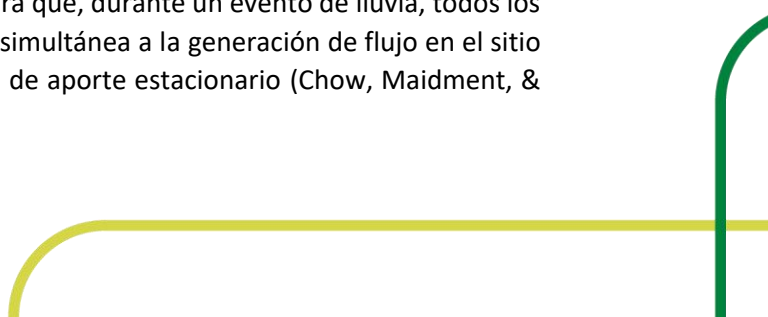 que, durante un evento de lluvia, todos los
simultánea a la generación de flujo en el sitio
de aporte estacionario (Chow, Maidment, &